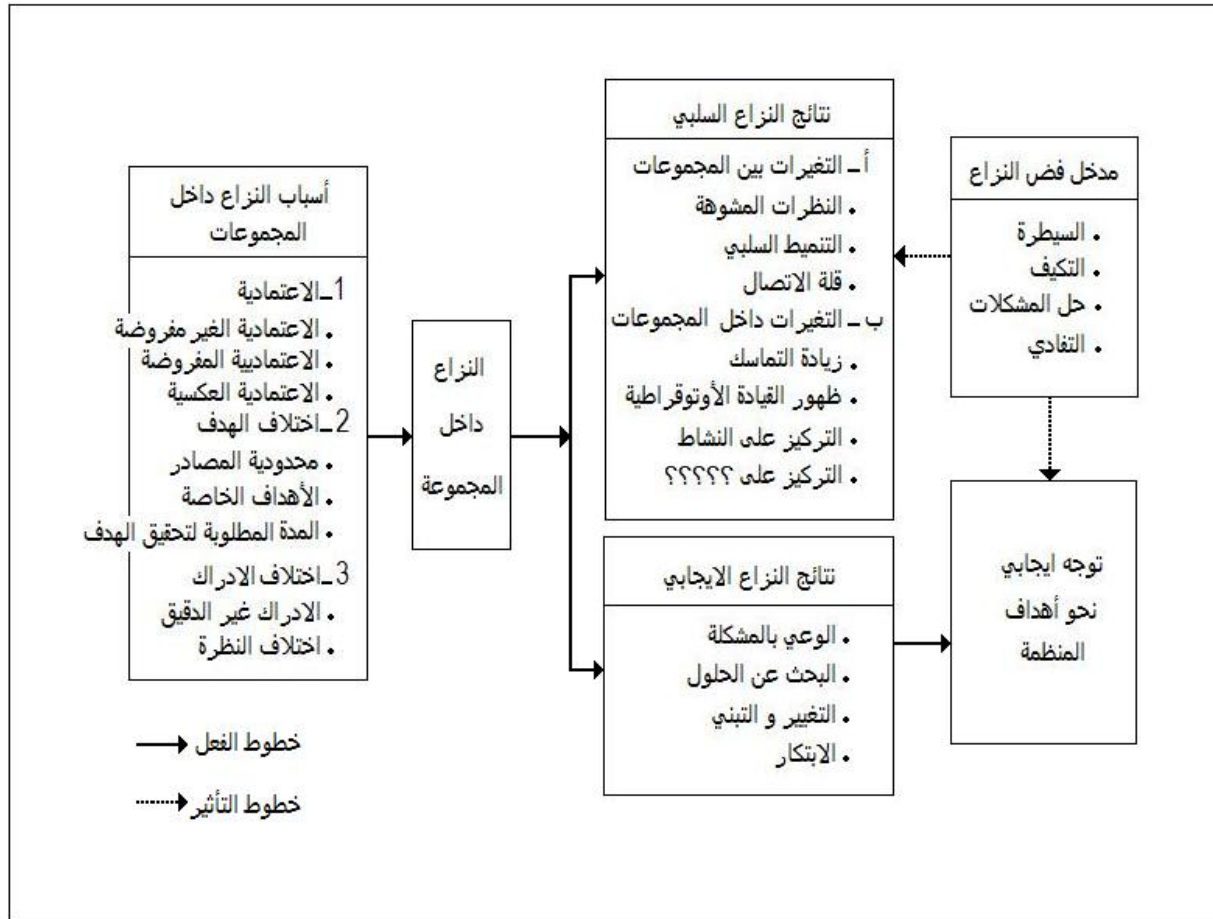 أسباب النزاع داخل
المجموعات
1ـ الاعتمادية
• الاعتمادية الغير مفروضة
• الاعتماديية المفروضة
• الاعتمادية العكسية
2ـ اختلاف الهدف
• محدودية المصادر
• الأهداف الخاصة
• المدة المطلوبة لتحقيق الهدف
3ـ اختلاف الادراك
• الادراك غير الدقيق
• اختلاف النظرة
النزاع
داخل
المجموعة
نتائج النزاع السلبي
أ ـ التغيرات بين المجموعات
• النظرات المشوهة
• التنميط السلبي
• قلة الاتصال
ب ـ التغيرات داخل المجموعات
• زيادة التماسك
• ظهور القيادة الأوتوقراطية
• التركيز على النشاط
• التركيز على ؟؟؟؟؟
نتائج النزاع الايجابي
• الوعي بالمشكلة
• البحث عن الحلول
• التغيير و التبني
• الابتكار
مدخل فض النزاع
• السيطرة
• التكيف
• حل المشكلات
• التفادي
توجه ايجابي
نحو أهداف
المنظمة
خطوط الفعل
خطوط التأثير